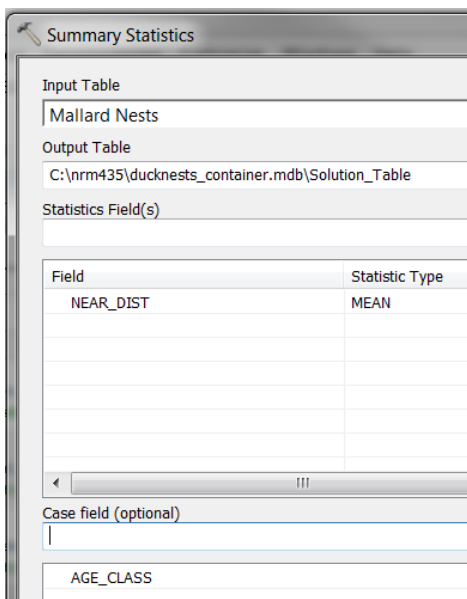 Summary Statistics
Input Table
Mallard Nests
Output Table
C:\nrm435\ducknests_container.mdb\Solution_Table
Statistics Field(s)
Field Statistic Type
NEAR_DIST MEAN
Case field (optional)
AGE_CLASS